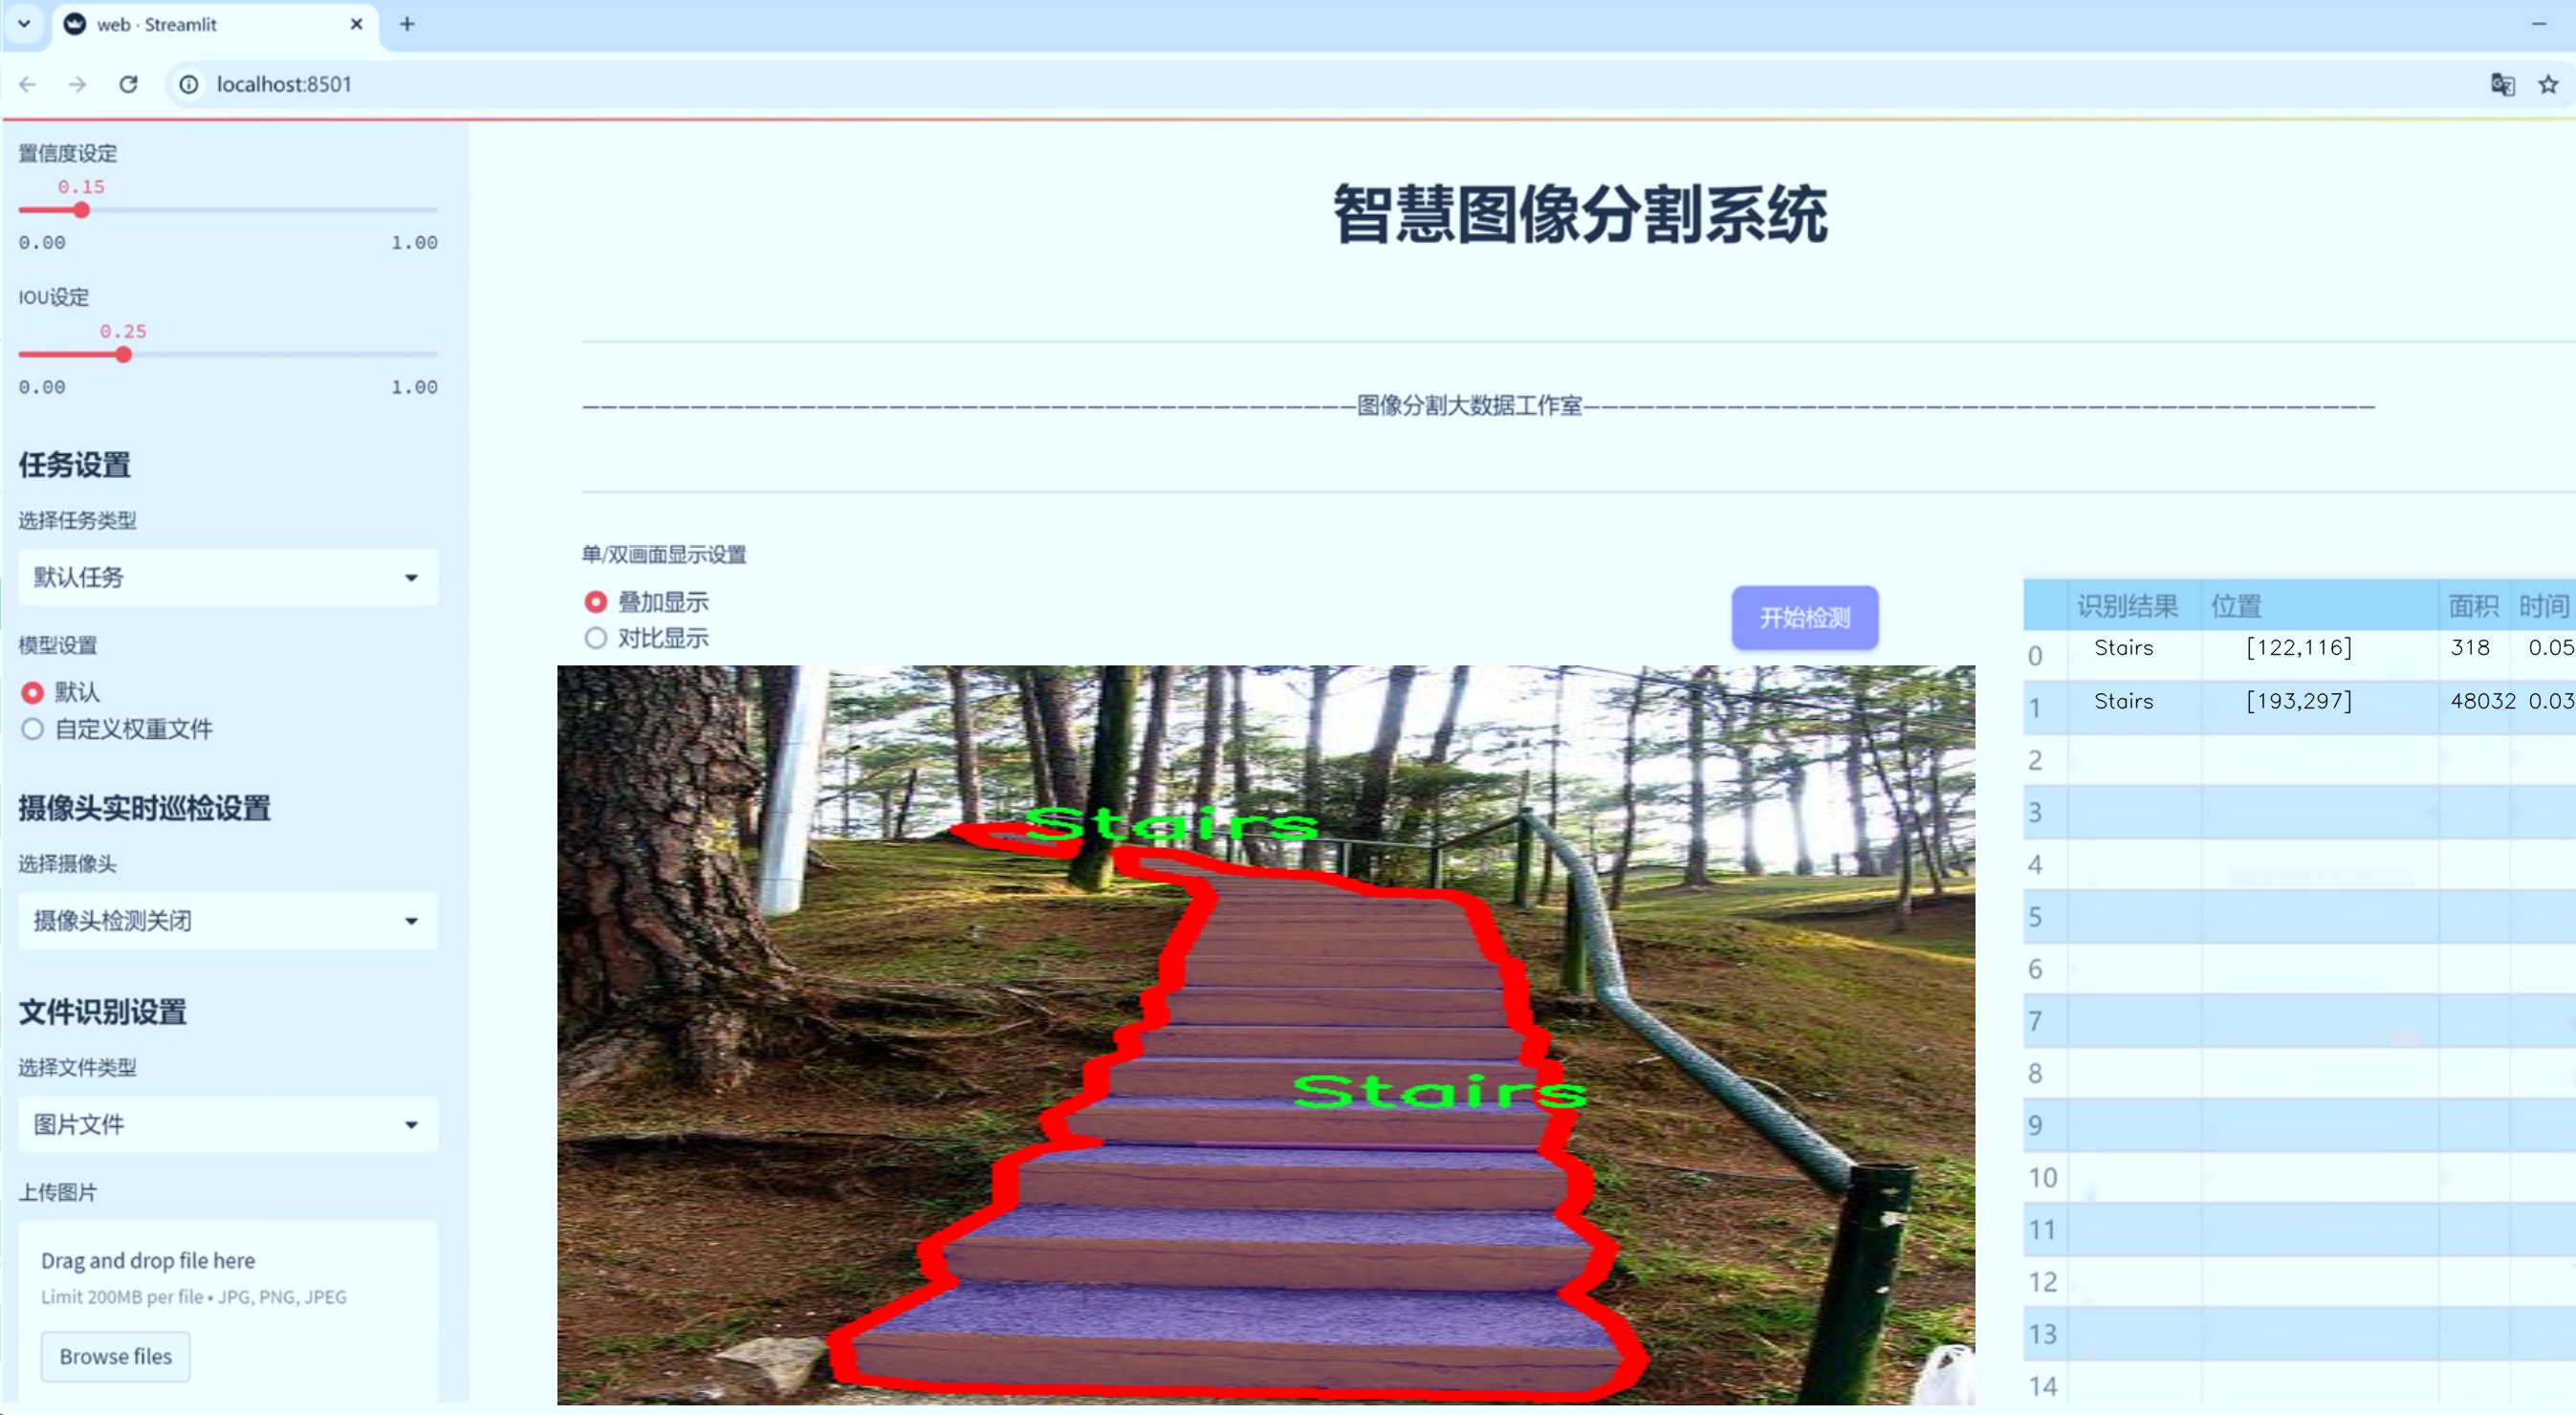 web · Streamlit
localhost:8501
置信度设定
0.15
0.00 1.00
IOU设定
0.25
0.00 1.00
任务设置
选择任务类型
默认任务
模型设置
默认
自定义权重文件
摄像头实时巡检设置
选择摄像头
摄像头检测关闭
文件识别设置
选择文件类型
图片文件
上传图片
Drag and drop file here
Limit 200MB per file • JPG, PNG, JPEG
Browse files
智慧图像分割系统
———————————————————————————————————————————图像分割大数据工作室————————————————————————————————————————————
单/双画面显示设置
叠加显示
对比显示
开始检测
Stairs
Stairs
识别结果 位置 面积 时间
0 Stairs [122,116] 318 0.05
1 Stairs [193,297] 48032 0.03
2
3
4
5
6
7
8
9
10
11
12
13
14